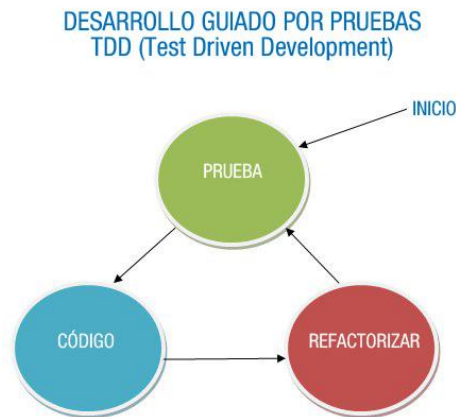 DESARROLLO GUIADO POR PRUEBAS
TDD (Test Driven Development)
INICIO
PRUEBA
CÓDIGO
REFACTORIZAR